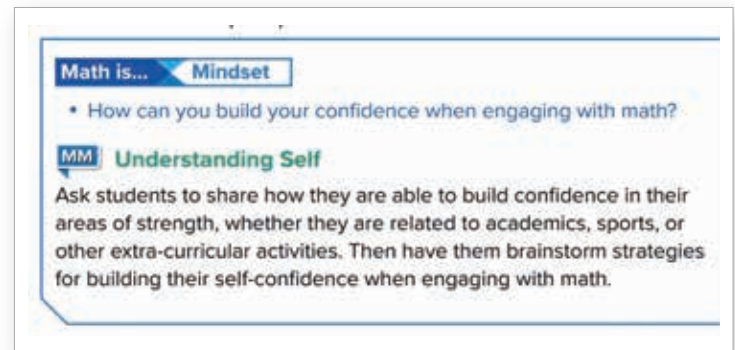 Math is... Mindset
• How can you build your confidence when engaging with math?
MM Understanding Self
Ask students to share how they are able to build confidence in their
areas of strength, whether they are related to academics, sports, or
other extra-curricular activities. Then have them brainstorm strategies
for building their self-confidence when engaging with math.